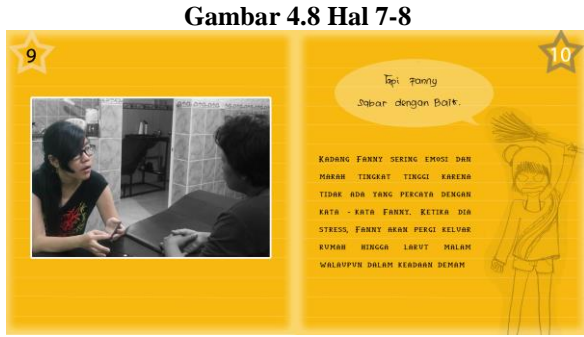 Gambar 4.8 Hal 7-8
9
10
Tapi Fanny
Sabar dengan Baik.
KADANG FANNY SERING EMOSI DAN
MARAH TINGKAT TINGGI KARENA
TIDAK ADA YANG PERCAYA DENGAN
KATA - KATA FANNY. KETIKA DIA
STRESS, FANNY AKAN PERGI KELUAR
RUMAH HINGGA LARUT MALAM
WALAUPUN DALAM KEADAAN DEMAM